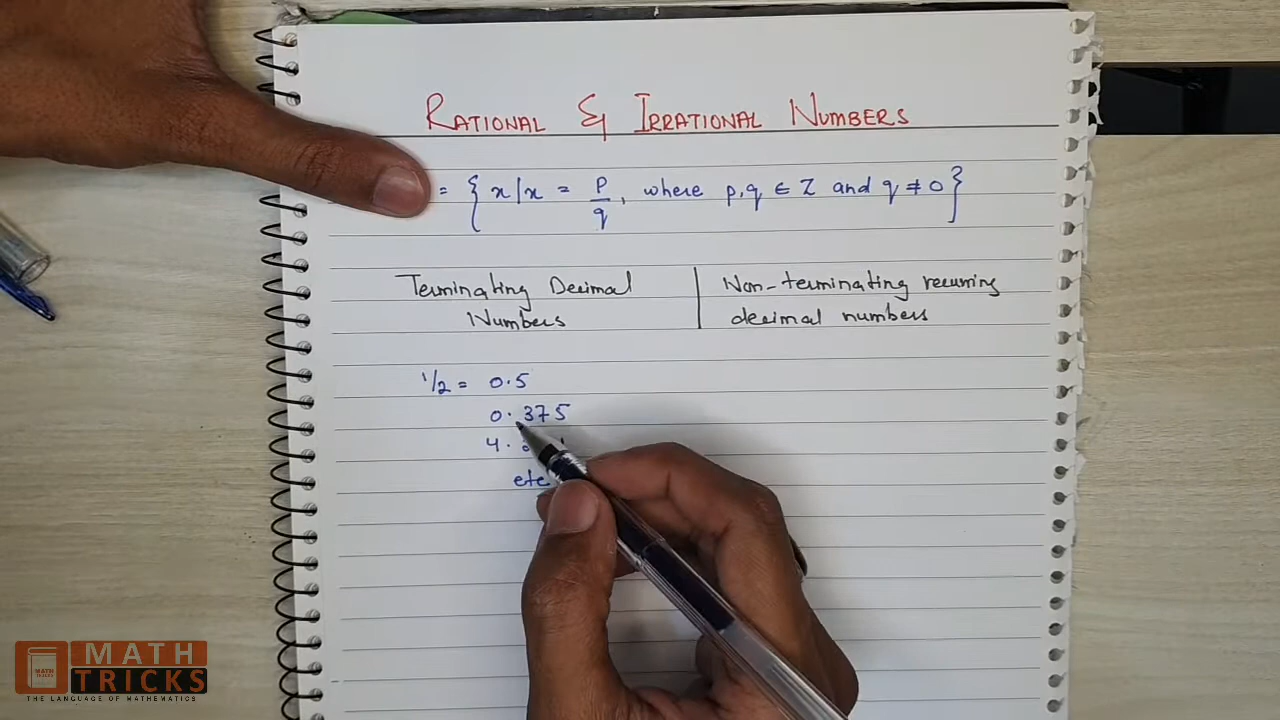 RATIONAL & IRRATIONAL NUMBERS
= { x/x = p/q, where p,q ∈ Z and q ≠ 0 }
Terminating Decimal
Numbers
Non-terminating recurring
decimal numbers
1/2 = 0.5
0.375
4.
etc
MATH
TRICKS
THE LANGUAGE OF MATHEMATICS